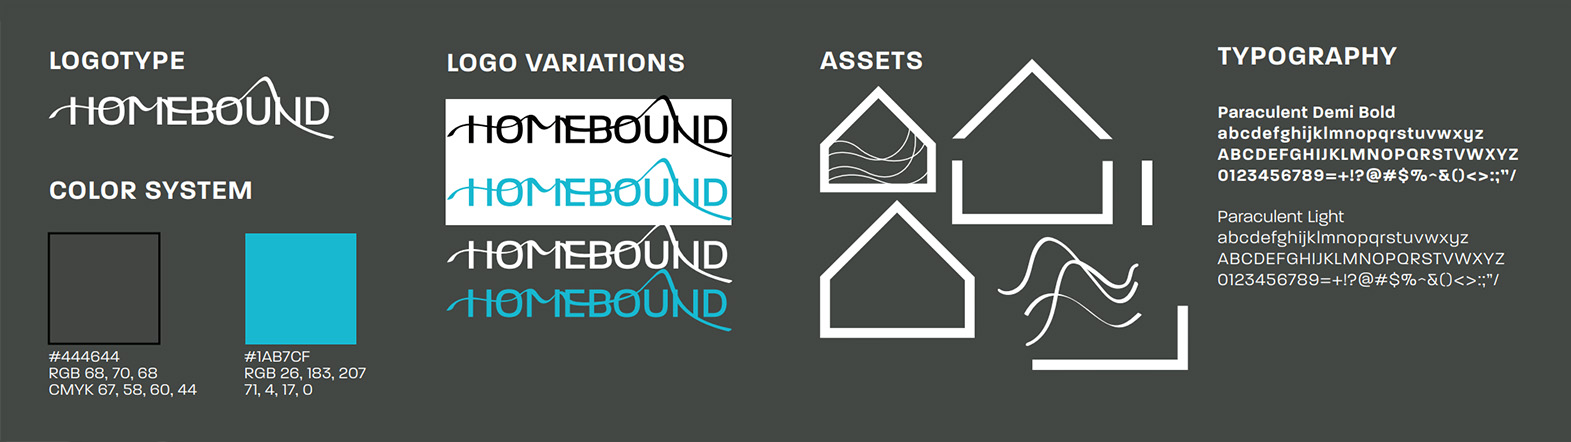 LOGOTYPE
HOMEBOUND
COLOR SYSTEM
#444644
RGB 68, 70, 68
CMYK 67, 58, 60, 44
#1AB7CF
RGB 26, 183, 207
71, 4, 17, 0
LOGO VARIATIONS
HOMEBOUND
HOMEBOUND
HOMEBOUND
HOMEBOUND
ASSETS
TYPOGRAPHY
Paraculent Demi Bold
abcdefghijklmnopqrstuvwxyz
ABCDEFGHIJKLMNOPQRSTVWXYZ
0123456789=+!?@#$%^&()<>:;”/
Paraculent Light
abcdefghijklmnopqrstuvwxyz
ABCDEFGHIJKLMNOPQRSTVWXYZ
0123456789=+!?@#$%^&()<>:;”/